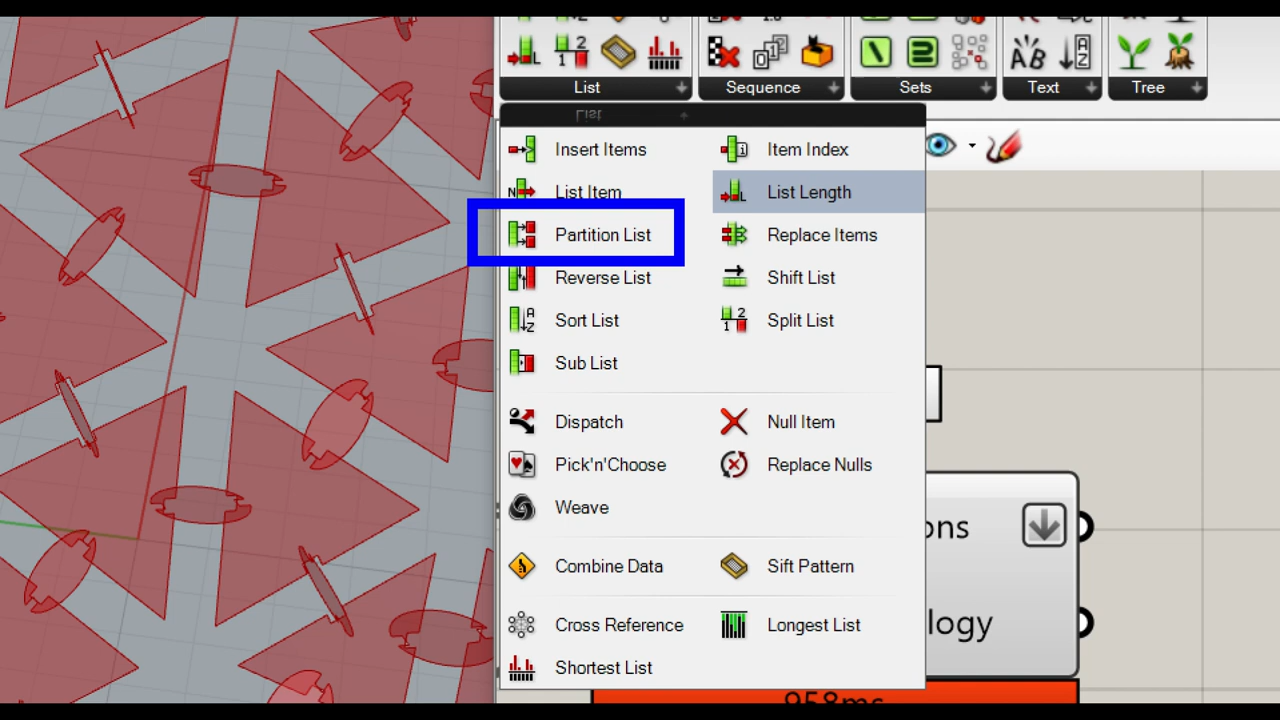 List
Sequence
Sets
Text
Tree
List
Insert Items
Item Index
List Item
List Length
Partition List
Replace Items
Reverse List
Shift List
Sort List
Split List
Sub List
Dispatch
Null Item
Pick'n'Choose
Replace Nulls
Weave
ons
Combine Data
Sift Pattern
Cross Reference
Longest List
logy
Shortest List
958ms